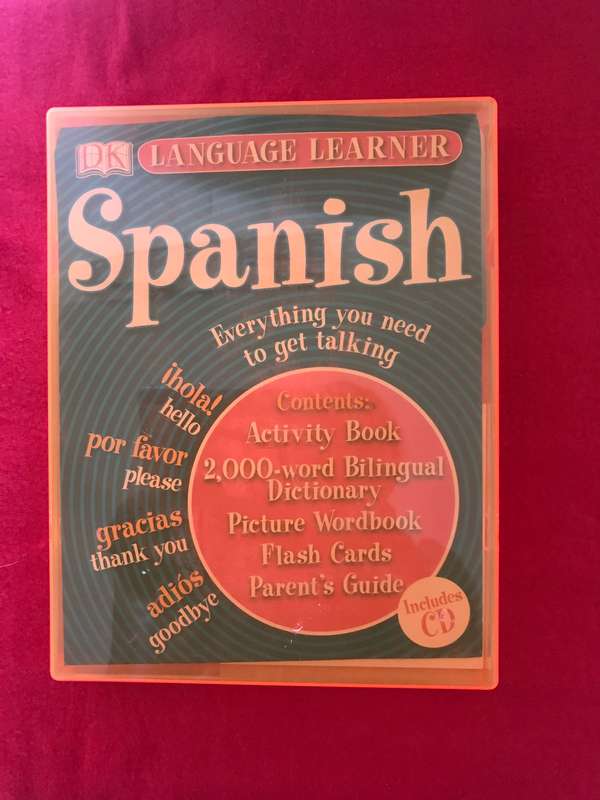 DK LANGUAGE LEARNER
Spanish
Everything you need
to get talking
¡hola!
hello
por favor
please
gracias
thank you
adiós
goodbye
Contents:
Activity Book
2,000-word Bilingual
Dictionary
Picture Wordbook
Flash Cards
Parent's Guide
Includes
CD